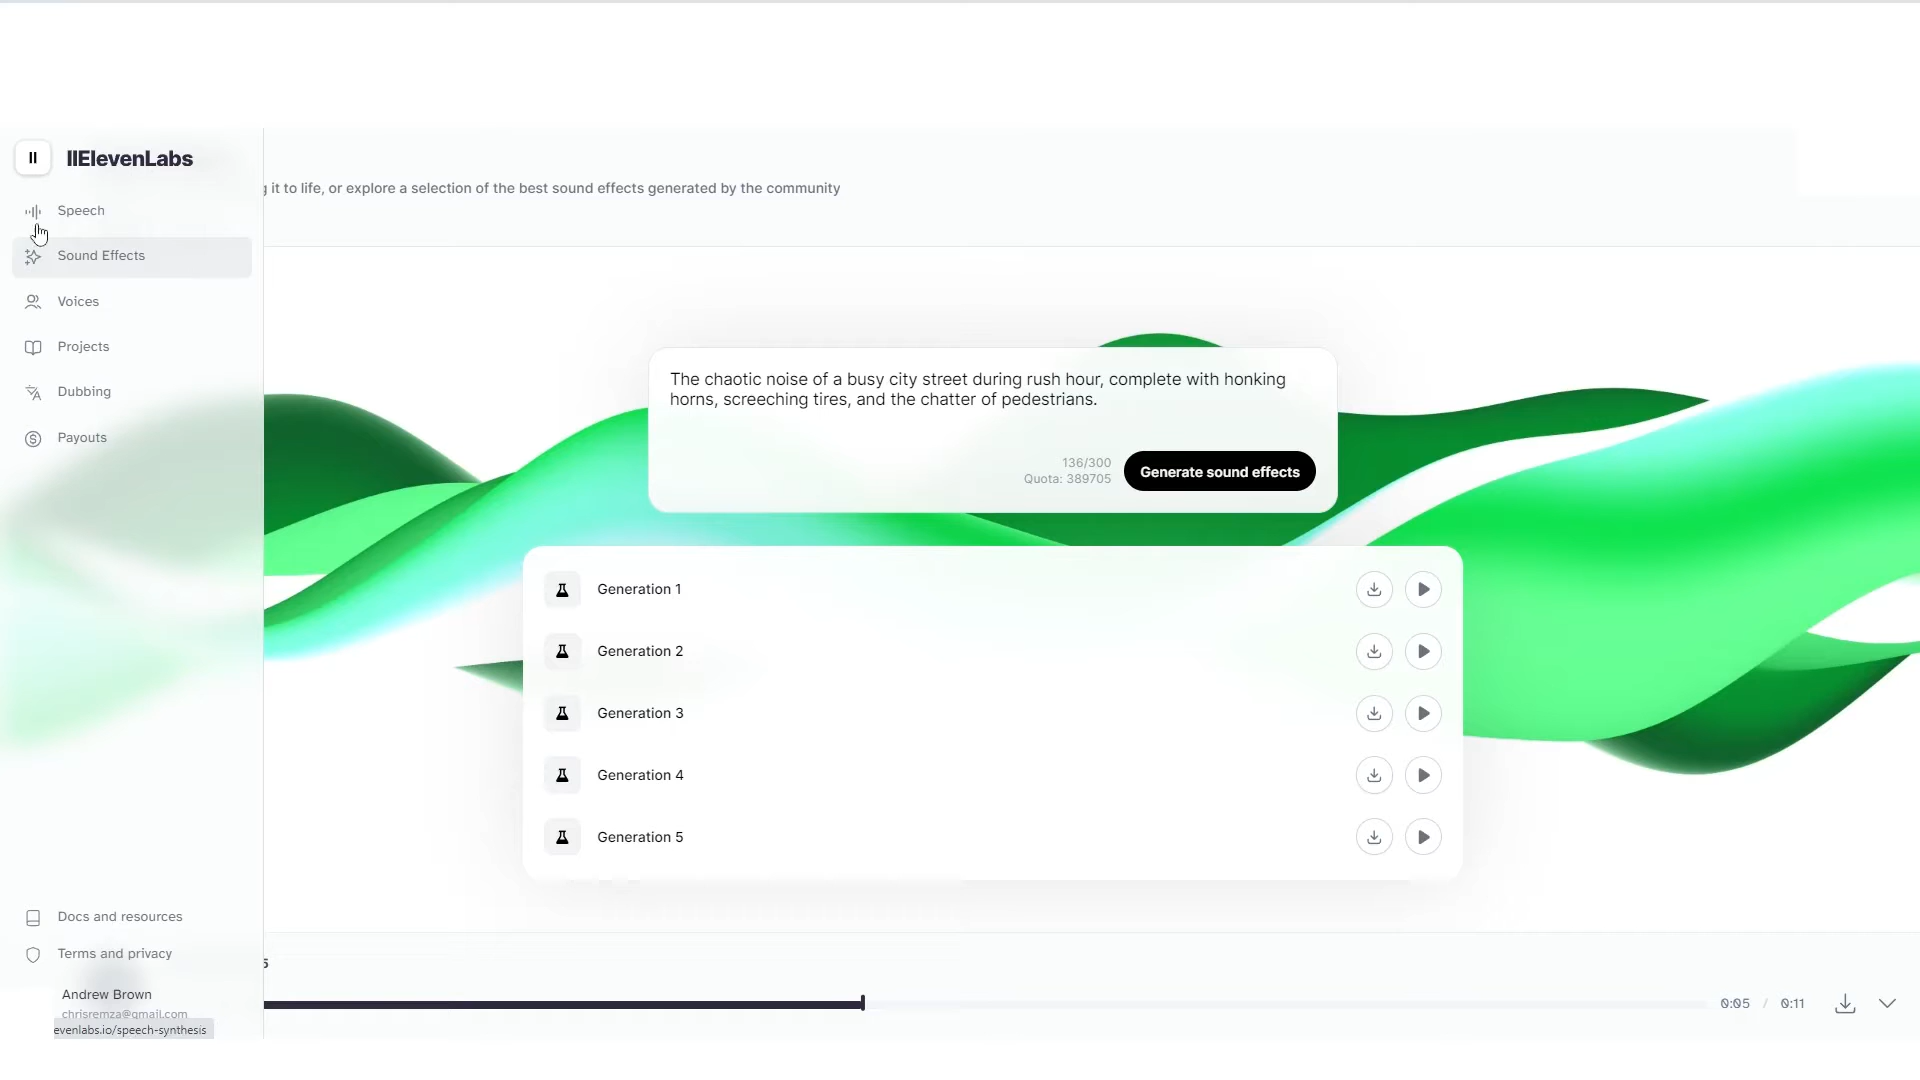 IIElevenLabs
Speech
Sound Effects
Voices
Projects
Dubbing
Payouts
it to life, or explore a selection of the best sound effects generated by the community
The chaotic noise of a busy city street during rush hour, complete with honking
horns, screeching tires, and the chatter of pedestrians.
136/300
Quota: 389705
Generate sound effects
Generation 1
Generation 2
Generation 3
Generation 4
Generation 5
Docs and resources
Terms and privacy
Andrew Brown
chrisremza@gmail.com
evenlabs.io/speech-synthesis
5
0:05 / 0:11